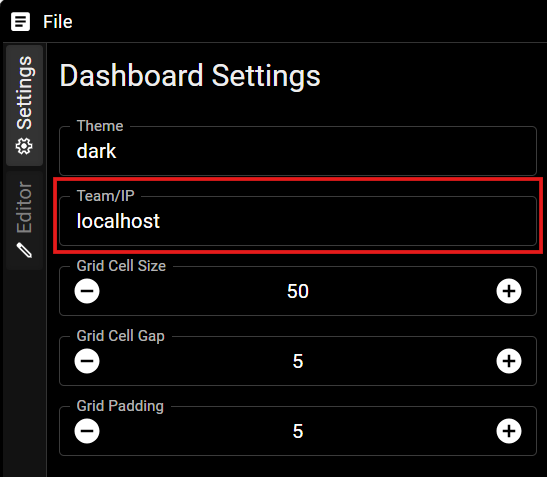 File
Settings
Editor
Dashboard Settings
Theme
dark
Team/IP
localhost
Grid Cell Size
50
Grid Cell Gap
5
Grid Padding
5